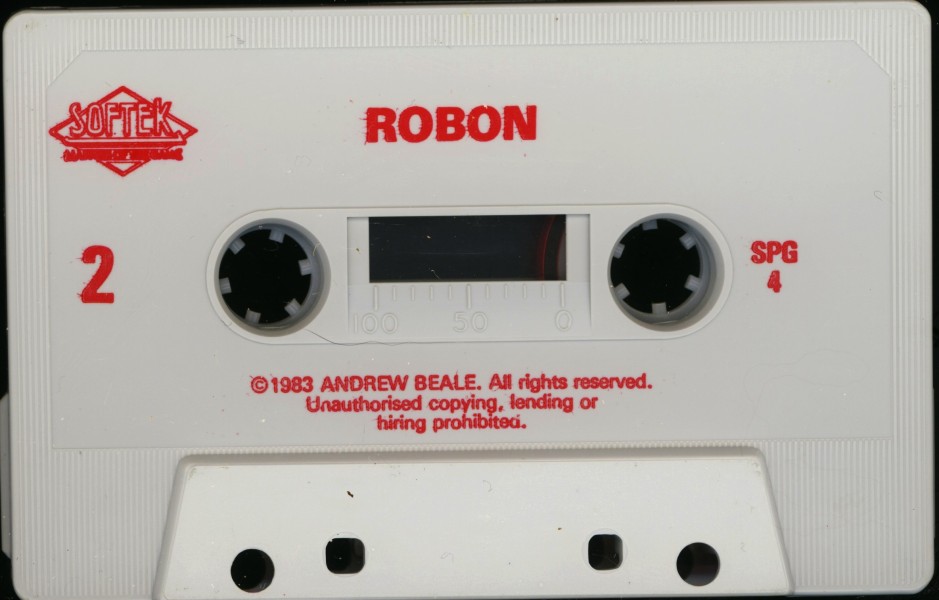 SOFTEK
ROBON
2
SPG
4
100 50 0
©1983 ANDREW BEALE. All rights reserved.
Unauthorised copying, lending or
hiring prohibited.